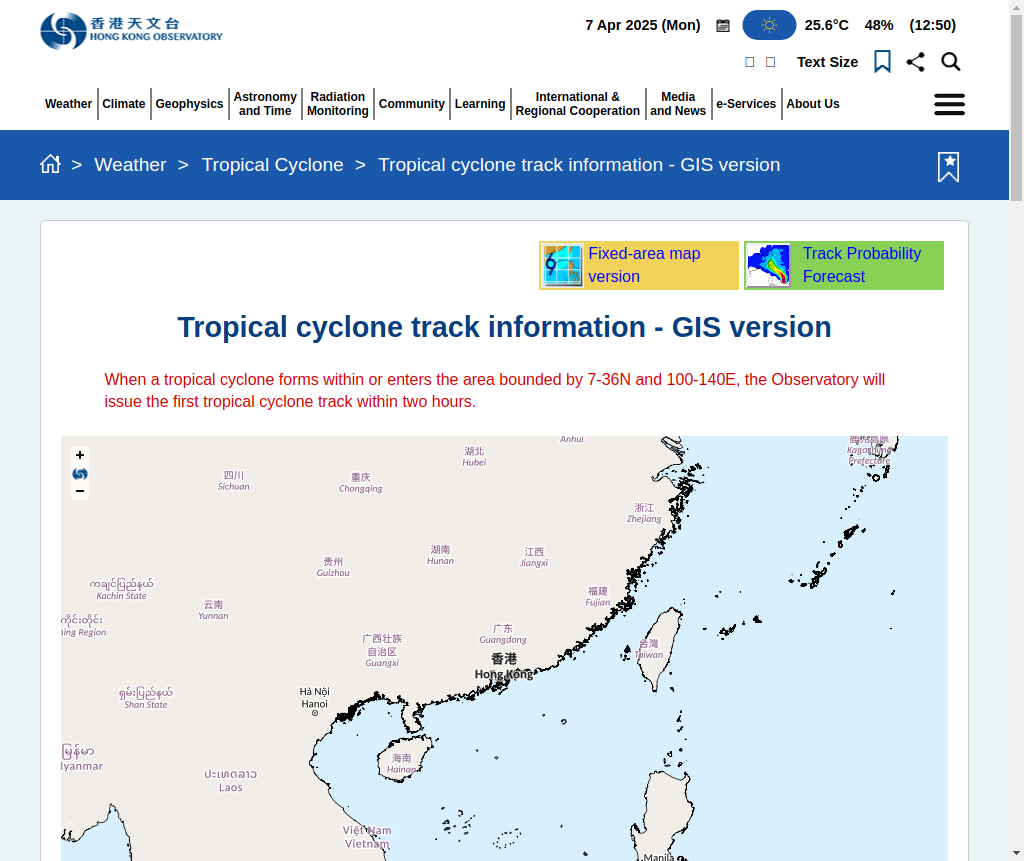 香港天文台
HONG KONG OBSERVATORY
7 Apr 2025 (Mon)
25.6°C
48%
(12:50)
Text Size
Weather
Climate
Geophysics
Astronomy
and Time
Radiation
Monitoring
Community
Learning
International &
Regional Cooperation
Media
and News
e-Services
About Us
> Weather > Tropical Cyclone > Tropical cyclone track information - GIS version
Fixed-area map
version
Track Probability
Forecast
Tropical cyclone track information - GIS version
When a tropical cyclone forms within or enters the area bounded by 7-36N and 100-140E, the Observatory will
issue the first tropical cyclone track within two hours.
+
−
Anhui
湖北
Hubei
Kagoshima
Prefecture
四川
Sichuan
重庆
Chongqing
浙江
Zhejiang
湖南
Hunan
江西
Jiangxi
贵州
Guizhou
ကချင်ပြည်နယ်
Kachin State
福建
Fujian
云南
Yunnan
ing Region
广东
Guangdong
广西壮族
自治区
Guangxi
台灣
Taiwan
香港
Hong Kong
ရှမ်းပြည်နယ်
Shan State
Hà Nội
Hanoi
မြန်မာ
yanmar
海南
Hainan
ປະເທດລາວ
Laos
Việt Nam
Vietnam
Manila